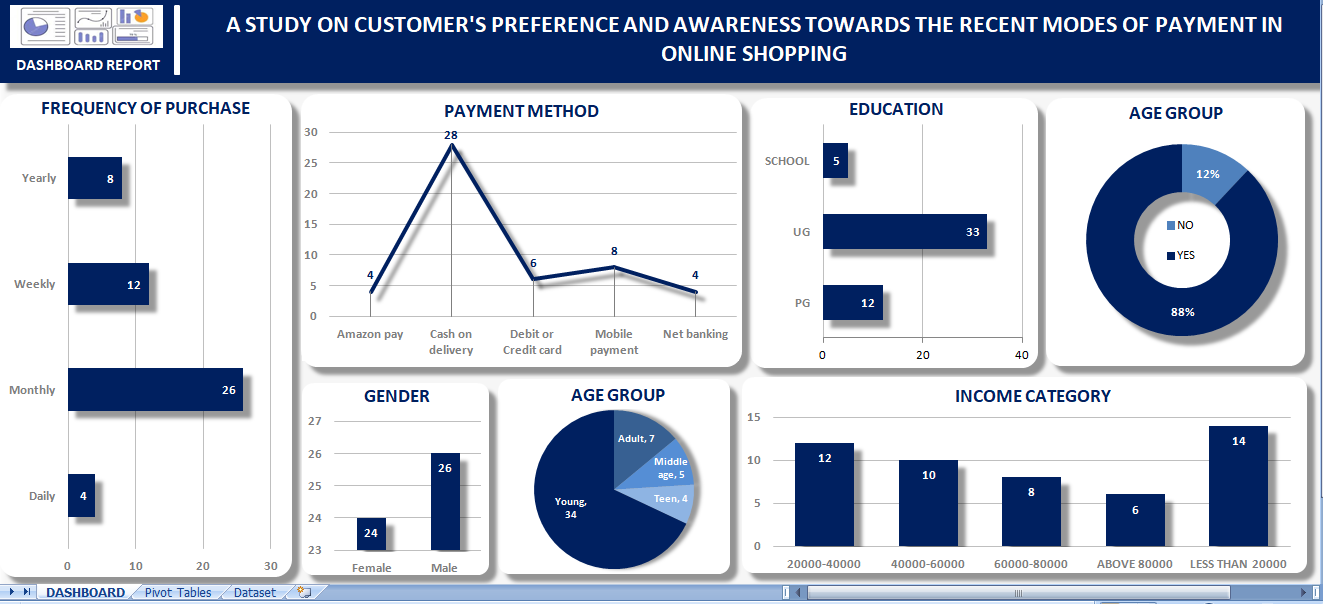 A STUDY ON CUSTOMER'S PREFERENCE AND AWARENESS TOWARDS THE RECENT MODES OF PAYMENT IN
ONLINE SHOPPING
DASHBOARD REPORT
FREQUENCY OF PURCHASE
Yearly
8
Weekly
12
Monthly
26
Daily
4
0 10 20 30
PAYMENT METHOD
30
25
20
15
10
5
0
4
28
6
8
4
Amazon pay
Cash on
delivery
Debit or
Credit card
Mobile
payment
Net banking
EDUCATION
SCHOOL
5
UG
33
PG
12
0 20 40
AGE GROUP
12%
NO
YES
88%
GENDER
27
26
25
24
23
24
26
Female Male
AGE GROUP
Adult, 7
Middle
age, 5
Teen, 4
Young,
34
INCOME CATEGORY
15
10
5
0
12
10
8
6
14
20000-40000 40000-60000 60000-80000 ABOVE 80000 LESS THAN 20000
DASHBOARD Pivot Tables Dataset